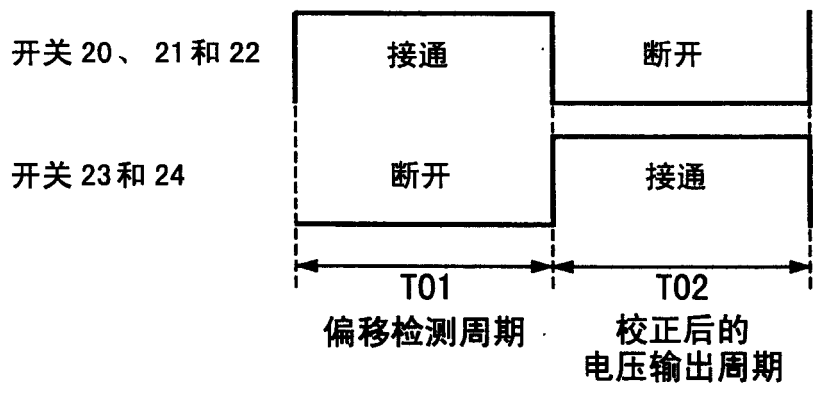 开关 20、 21 和 22
接通
断开
开关 23 和 24
断开
接通
T01
T02
偏移检测周期
校正后的
电压输出周期